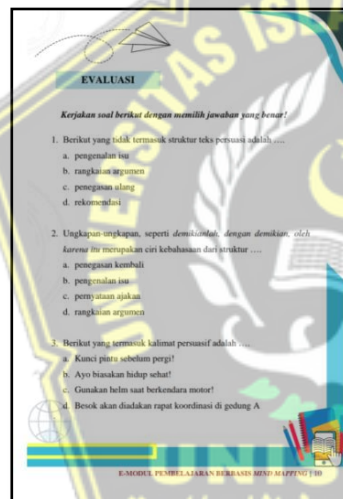 EVALUASI
Kerjakan soal berikut dengan memilih jawaban yang benar!
1. Berikut yang tidak termasuk struktur teks persuasi adalah ….
a. pengenalan isu
b. rangkaian argumen
c. penegasan ulang
d. rekomendasi
2. Ungkapan-ungkapan, seperti demikianlah, dengan demikian, oleh
karena itu merupakan ciri kebahasaan dari struktur ….
a. penegasan kembali
b. pengenalan isu
c. pernyataan ajakan
d. rangkaian argumen
3. Berikut yang termasuk kalimat persuasif adalah ….
a. Kunci pintu sebelum pergi!
b. Ayo biasakan hidup sehat!
c. Gunakan helm saat berkendara motor!
d. Besok akan diadakan rapat koordinasi di gedung A
E-MODUL PEMBELAJARAN BERBASIS MIND MAPPING | 10